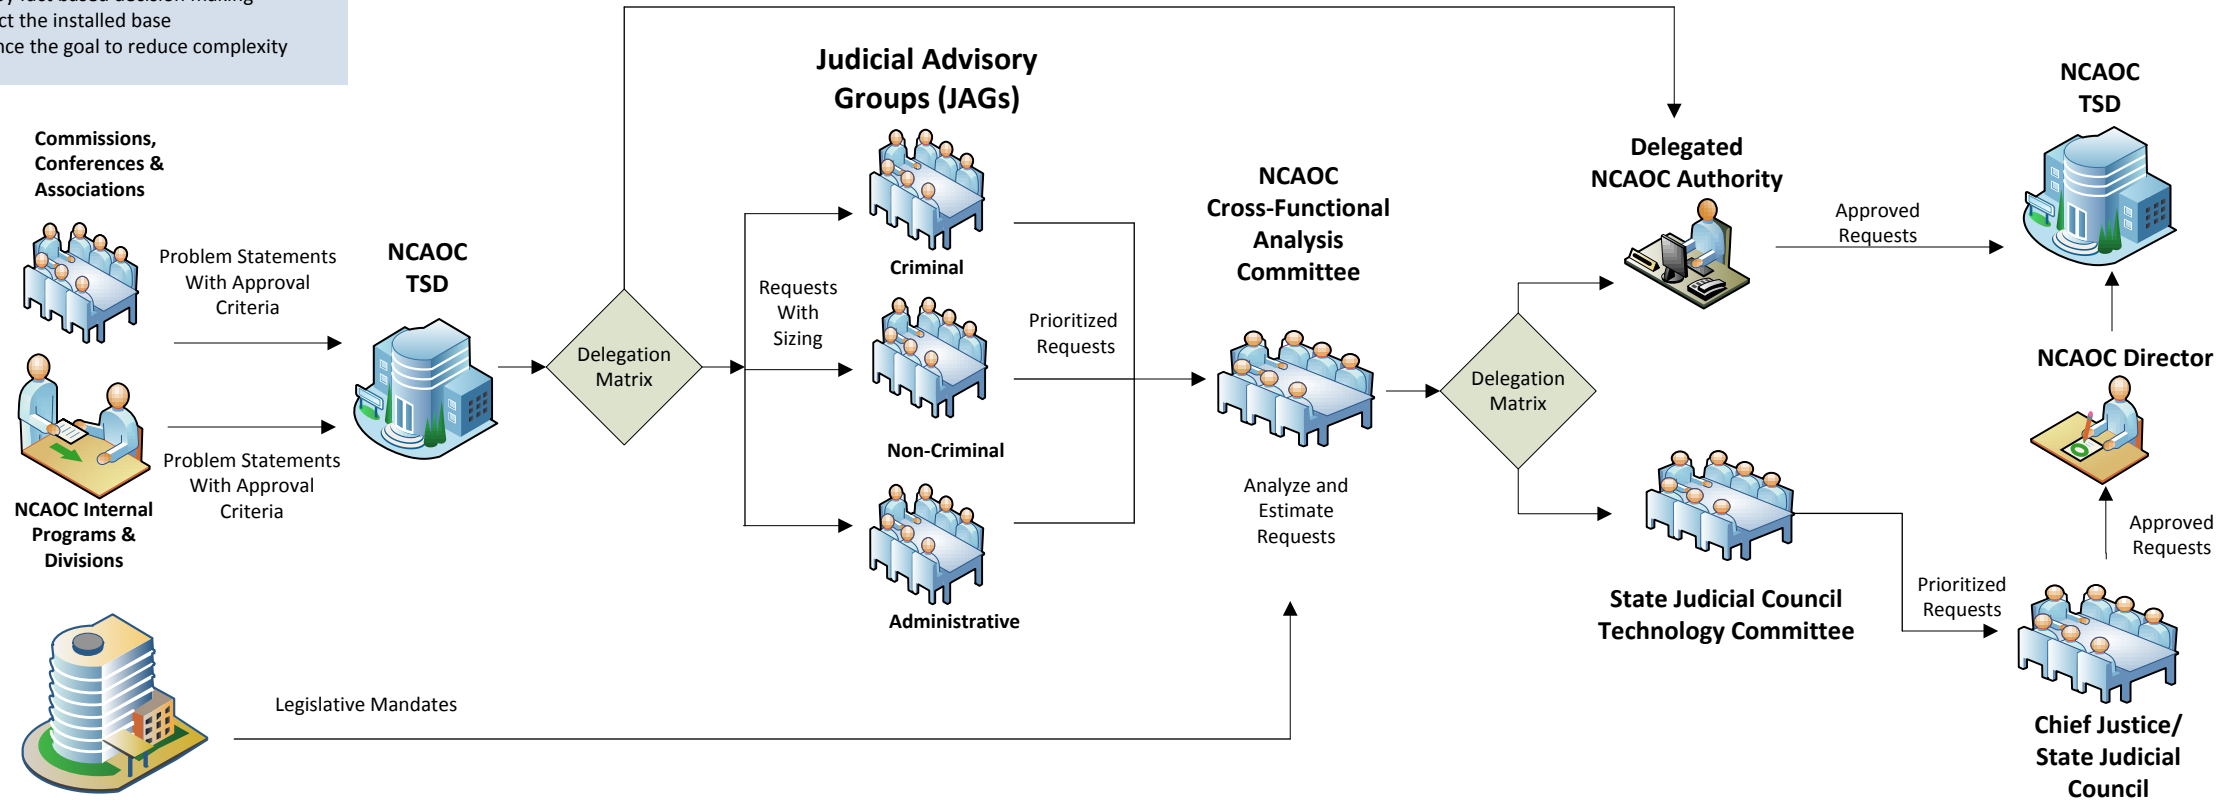 fact based decision making
the installed base
the goal to reduce complexity
Commissions,
Conferences &
Associations
Problem Statements
With Approval
Criteria
NCAOC
TSD
NCAOC Internal
Programs &
Divisions
Problem Statements
With Approval
Criteria
Legislative Mandates
Delegation
Matrix
Judicial Advisory
Groups (JAGs)
Requests
With
Sizing
Criminal
Non-Criminal
Administrative
Prioritized
Requests
NCAOC
Cross-Functional
Analysis
Committee
Analyze and
Estimate
Requests
Delegation
Matrix
Delegated
NCAOC Authority
Approved
Requests
NCAOC
TSD
NCAOC Director
Approved
Requests
State Judicial Council
Technology Committee
Prioritized
Requests
Chief Justice/
State Judicial
Council